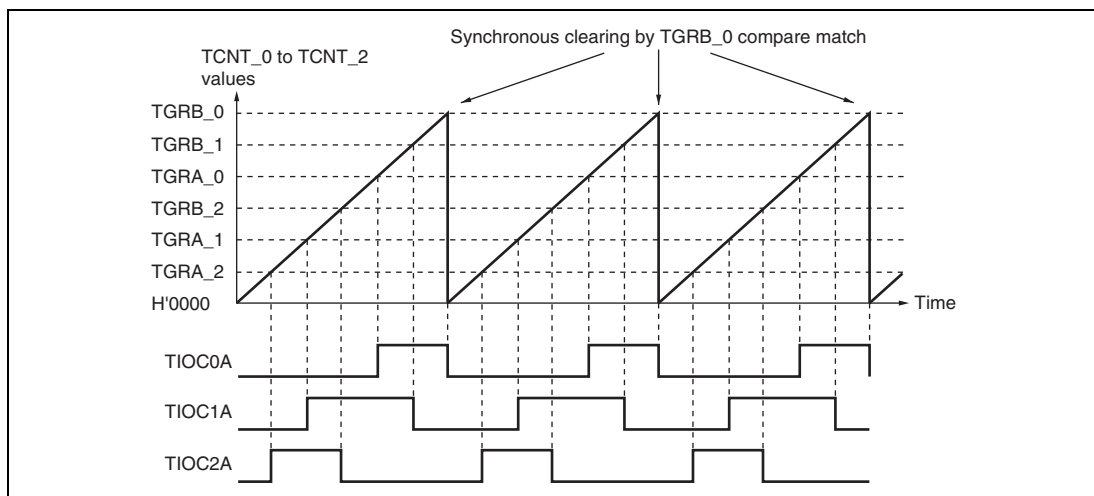 Synchronous clearing by TGRB_0 compare match
TCNT_0 to TCNT_2
values
TGRB_0
TGRB_1
TGRA_0
TGRB_2
TGRA_1
TGRA_2
H'0000
Time
TIOC0A
TIOC1A
TIOC2A